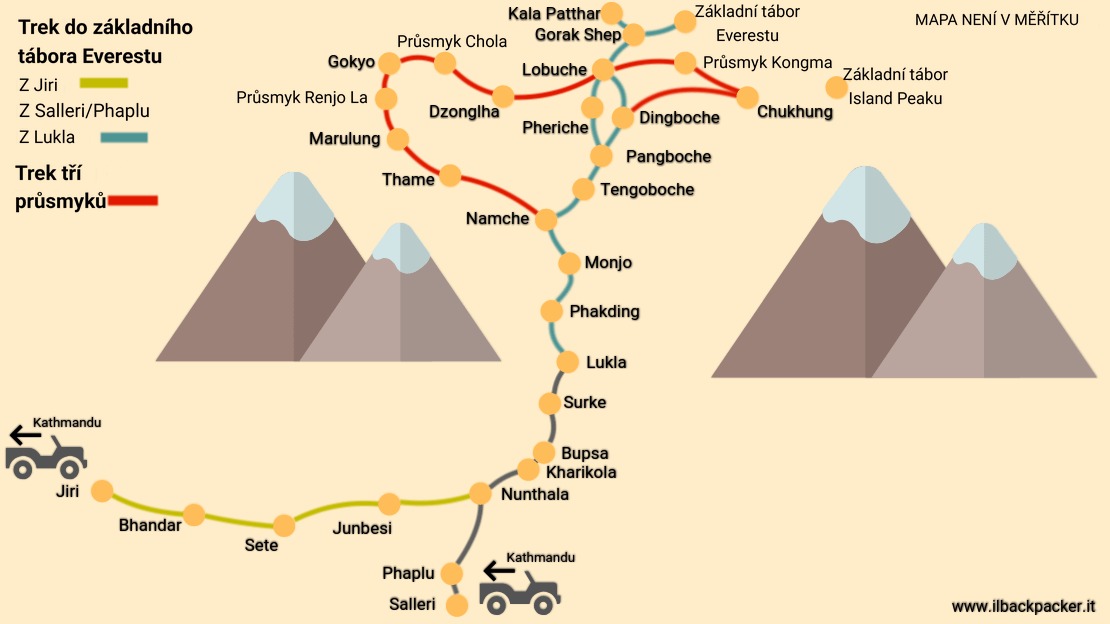 Trek do základního
tábora Everestu
Z Jiri
Z Salleri/Phaplu
Z Lukla
Trek tří
průsmyků
MAPA NENÍ V MĚŘÍTKU
Kala Patthar
Základní tábor
Everestu
Gorak Shep
Průsmyk Chola
Gokyo
Lobuche
Průsmyk Kongma
Základní tábor
Island Peaku
Průsmyk Renjo La
Dzonglha
Chukhung
Pheriche
Dingboche
Marulung
Pangboche
Thame
Tengoboche
Namche
Monjo
Phakding
Lukla
Surke
Kathmandu
Bupsa
Kharikola
Jiri
Nunthala
Bhandar
Junbesi
Sete
Kathmandu
Phaplu
Salleri
www.ilbackpacker.it